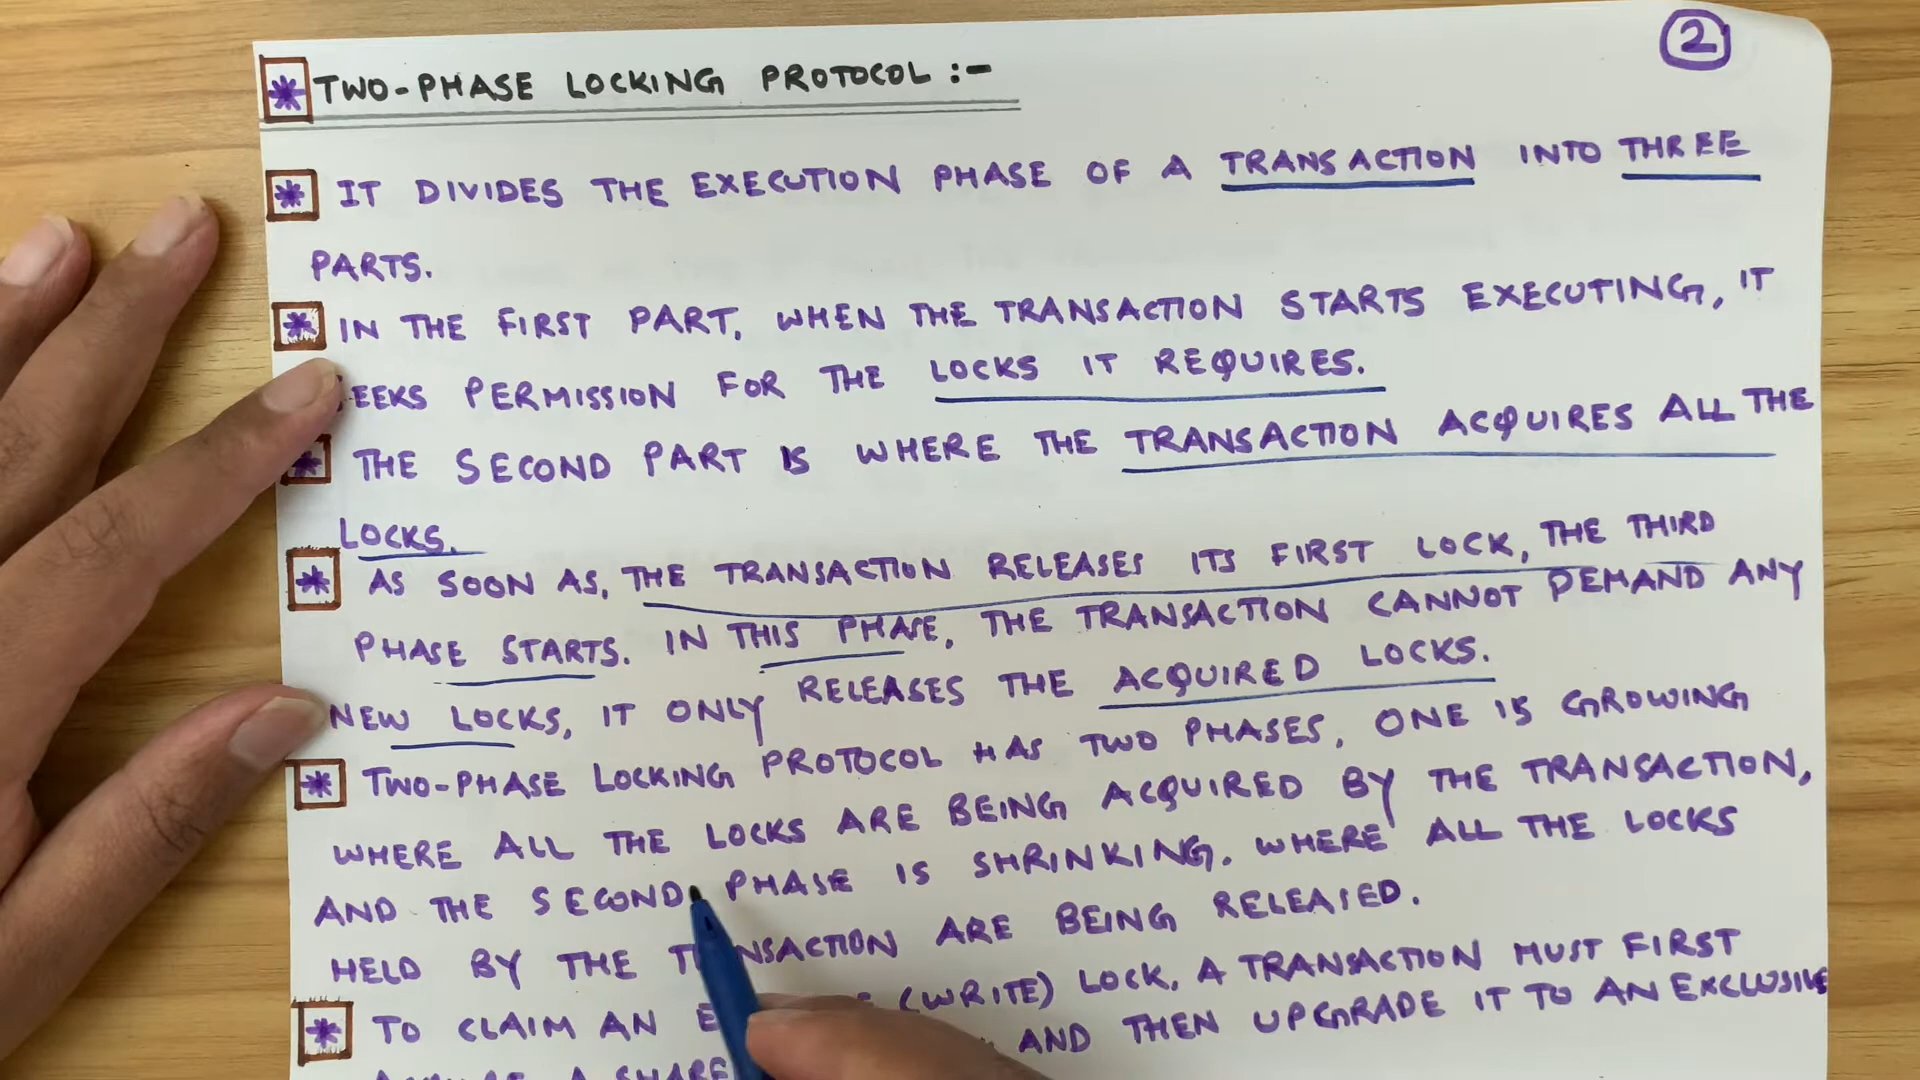 2
TWO-PHASE LOCKING PROTOCOL :-
IT DIVIDES THE EXECUTION PHASE OF A TRANSACTION INTO THREE
PARTS.
IN THE FIRST PART, WHEN THE TRANSACTION STARTS EXECUTING, IT
SEEKS PERMISSION FOR THE LOCKS IT REQUIRES.
THE SECOND PART IS WHERE THE TRANSACTION ACQUIRES ALL THE
LOCKS.
AS SOON AS, THE TRANSACTION RELEASES ITS FIRST LOCK, THE THIRD
PHASE STARTS. IN THIS PHASE, THE TRANSACTION CANNOT DEMAND ANY
NEW LOCKS, IT ONLY RELEASES THE ACQUIRED LOCKS.
TWO-PHASE LOCKING PROTOCOL HAS TWO PHASES, ONE IS GROWING
WHERE ALL THE LOCKS ARE BEING ACQUIRED BY THE TRANSACTION,
AND THE SECOND PHASE IS SHRINKING. WHERE ALL THE LOCKS
HELD BY THE TRANSACTION ARE BEING RELEASED.
TO CLAIM AN (WRITE) LOCK, A TRANSACTION MUST FIRST
A AND THEN UPGRADE IT TO AN EXCLUSIVE